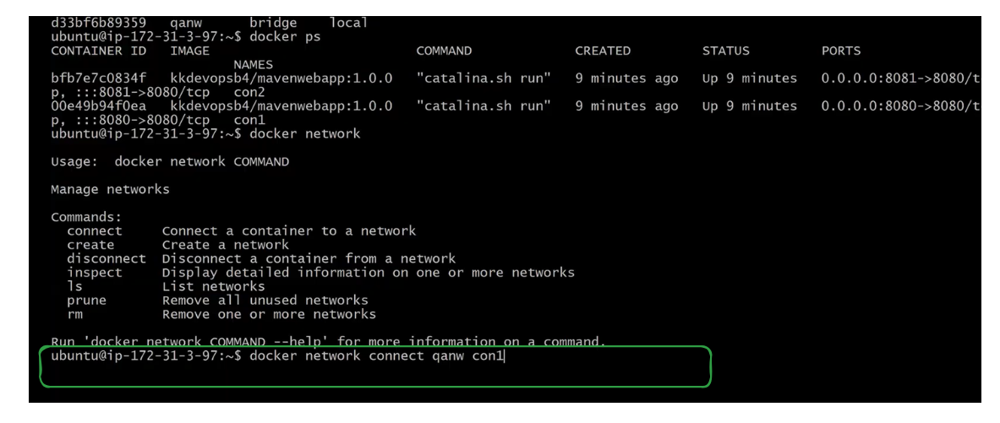 d33bf6b89359   qanw      bridge    local
ubuntu@ip-172-31-3-97:~$ docker ps
CONTAINER ID   IMAGE                          COMMAND             CREATED         STATUS         PORTS
                       NAMES
bfb7e7c0834f   kkdevopsb4/mavenwebapp:1.0.0   "catalina.sh run"   9 minutes ago   Up 9 minutes   0.0.0.0:8081->8080/t
p, :::8081->8080/tcp   con2
00e49b94f0ea   kkdevopsb4/mavenwebapp:1.0.0   "catalina.sh run"   9 minutes ago   Up 9 minutes   0.0.0.0:8080->8080/t
p, :::8080->8080/tcp   con1
ubuntu@ip-172-31-3-97:~$ docker network
Usage:  docker network COMMAND
Manage networks
Commands:
  connect     Connect a container to a network
  create      Create a network
  disconnect  Disconnect a container from a network
  inspect     Display detailed information on one or more networks
  ls          List networks
  prune       Remove all unused networks
  rm          Remove one or more networks
Run 'docker network COMMAND --help' for more information on a command.
ubuntu@ip-172-31-3-97:~$ docker network connect qanw con1